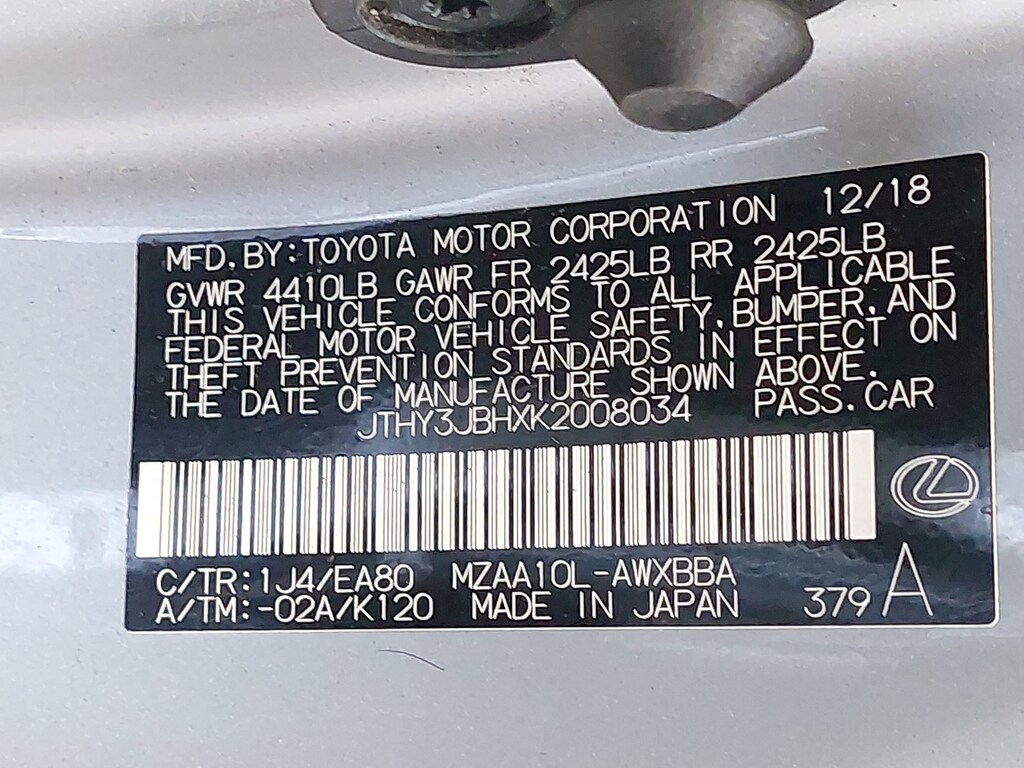 MFD. BY: TOYOTA MOTOR CORPORATION 12/18
GVWR 4410LB GAWR FR 2425LB RR 2425LB
THIS VEHICLE CONFORMS TO ALL APPLICABLE
FEDERAL MOTOR VEHICLE SAFETY, BUMPER, AND
THEFT PREVENTION STANDARDS IN EFFECT ON
THE DATE OF MANUFACTURE SHOWN ABOVE.
JTHY3JBHXK2008034 PASS. CAR
C/TR: 1J4/EA80 MZAA10L-AWXBBA
A/TM: -02A/K120 MADE IN JAPAN 379 A